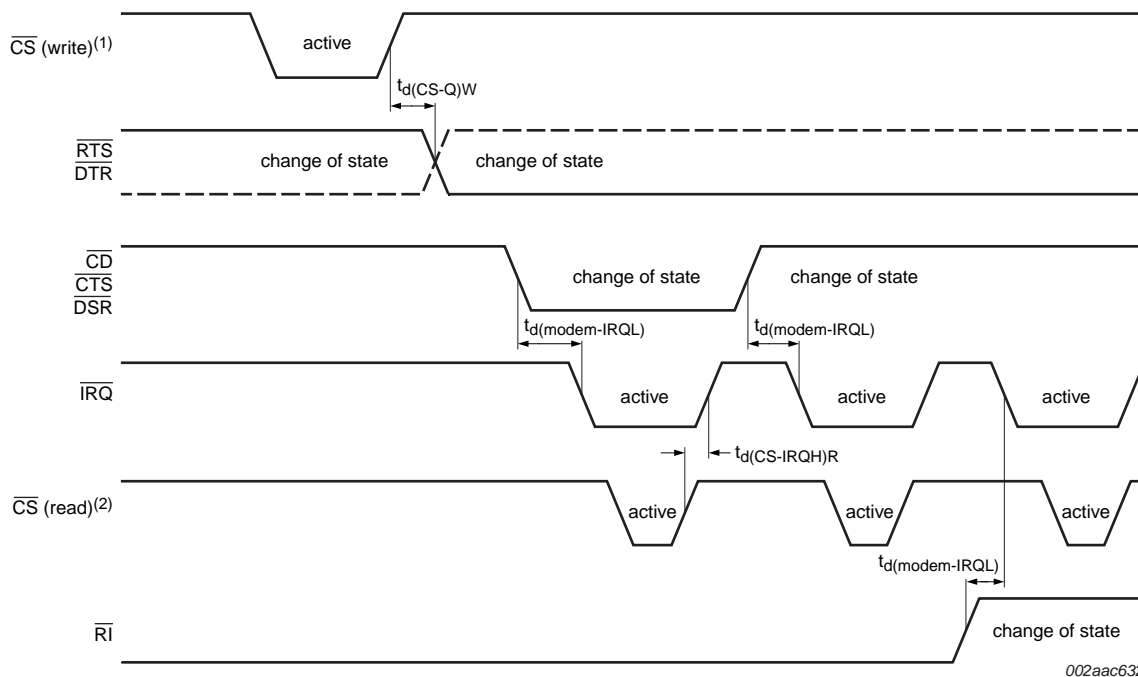 CS (write)(1)
active
td(CS-Q)W
RTS
DTR
change of state
change of state
CD
CTS
DSR
change of state
change of state
td(modem-IRQL)
td(modem-IRQL)
IRQ
active
active
active
td(CS-IRQH)R
CS (read)(2)
active
active
active
td(modem-IRQL)
RI
change of state
002aac632